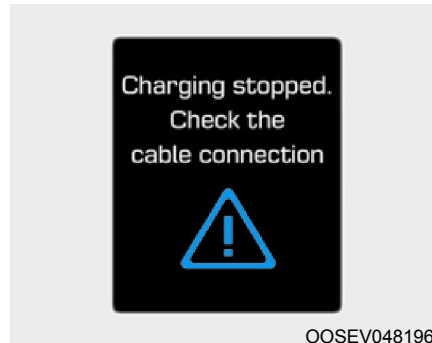 Charging stopped.
Check the
cable connection
OOSEV048196